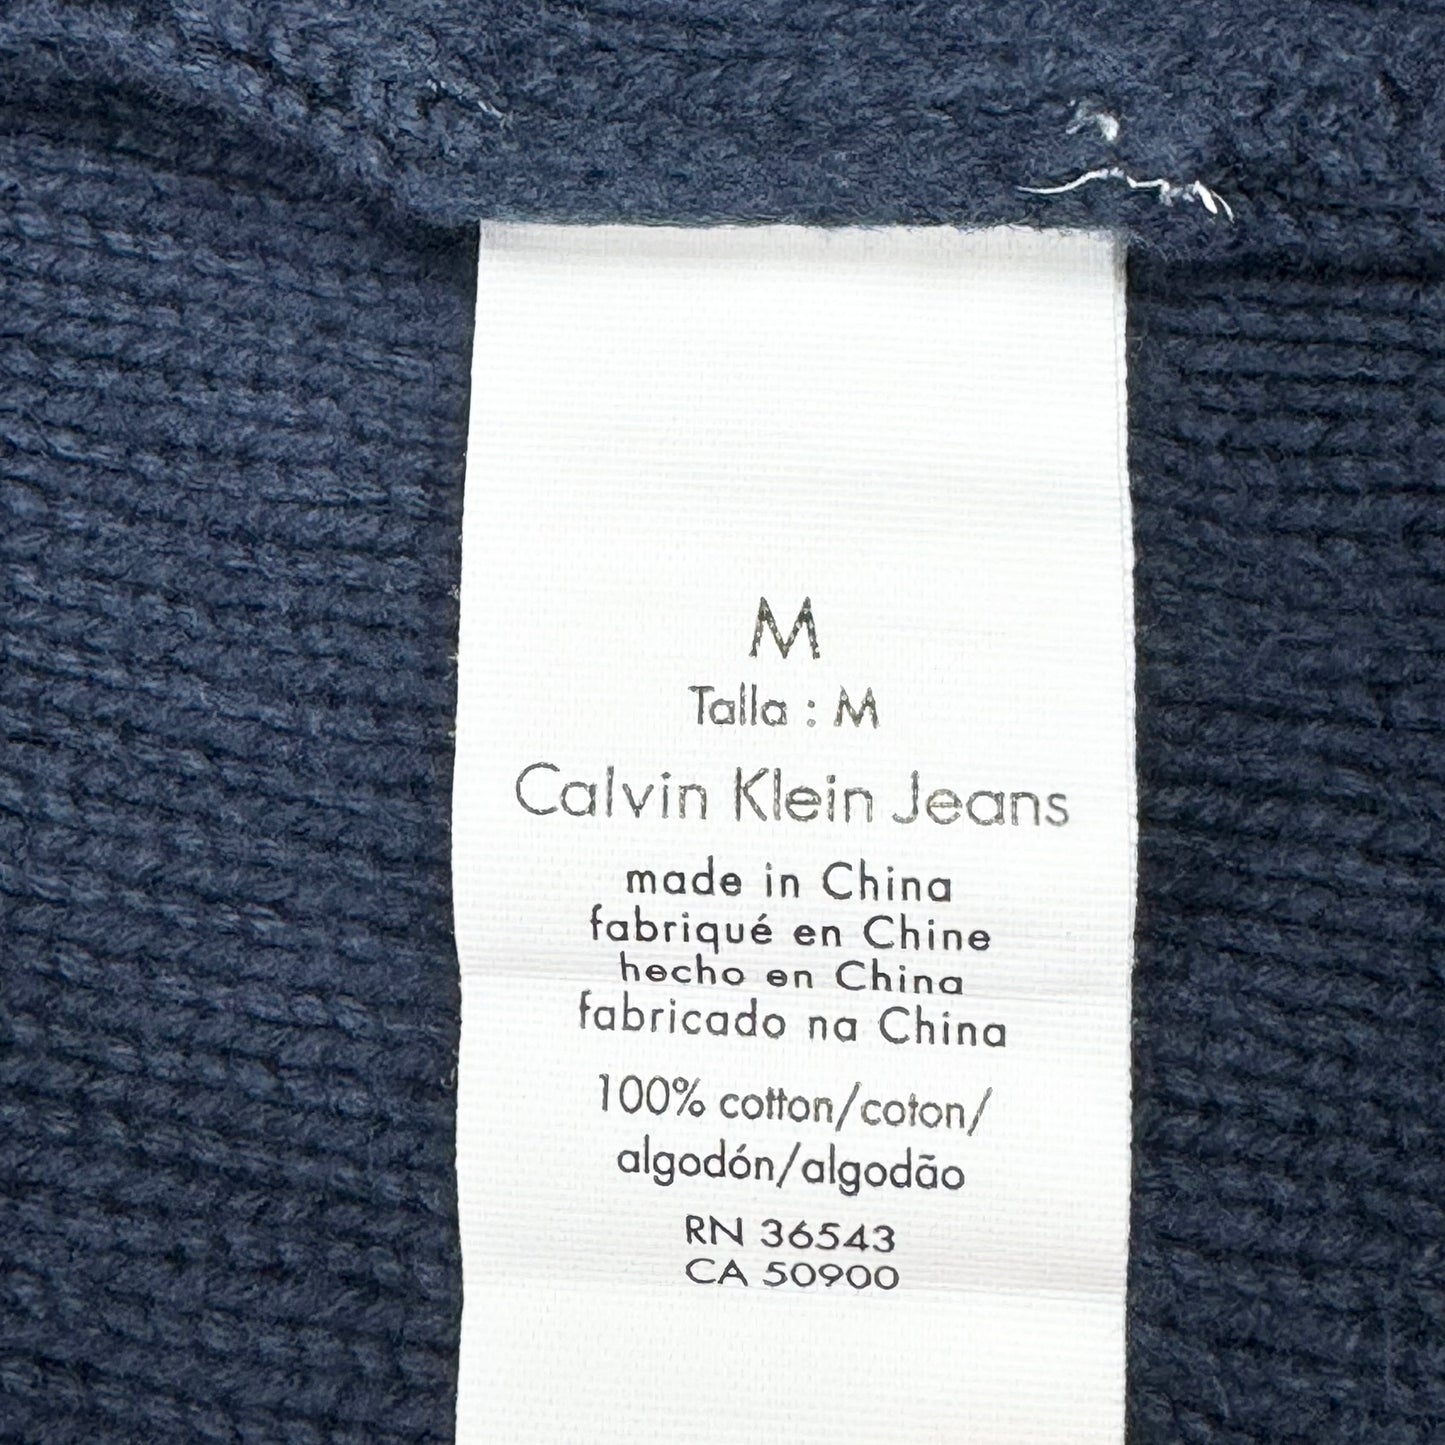 M
Talla : M
Calvin Klein Jeans
made in China
fabriqué en Chine
hecho en China
fabricado na China
100% cotton/coton/
algodón/algodão
RN 36543
CA 50900